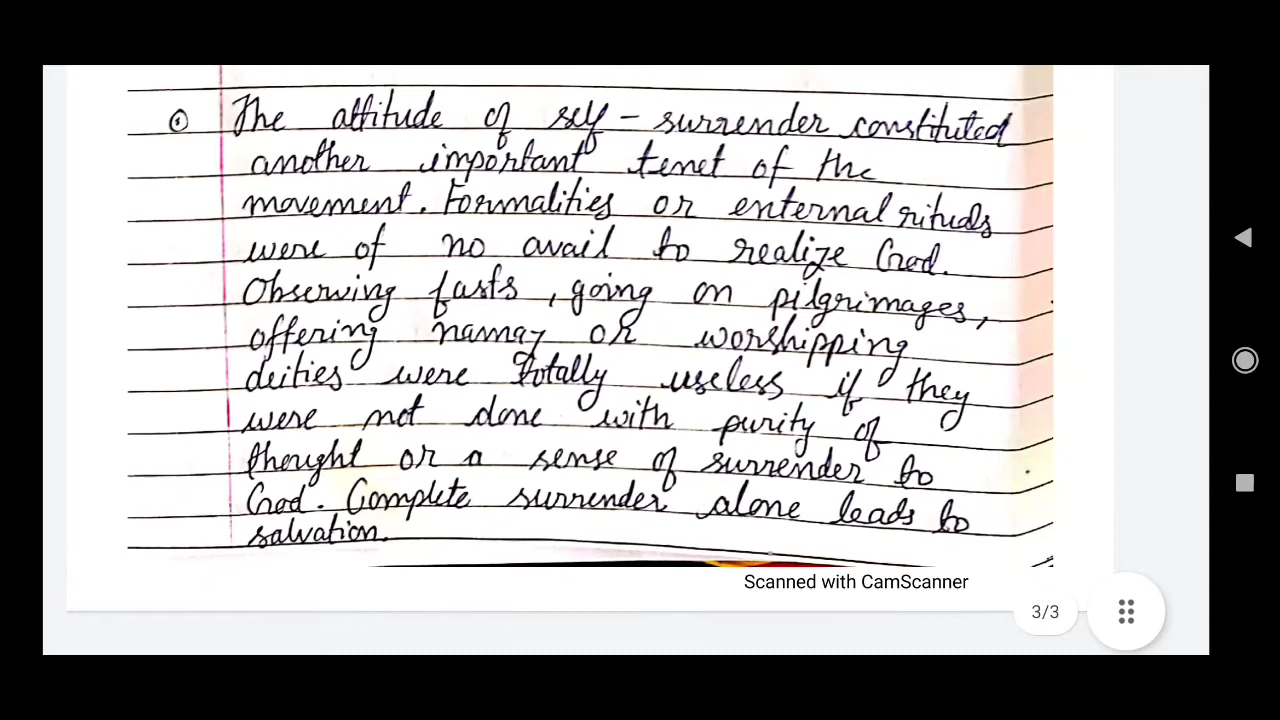 The attitude of self - surrender constituted
another important tenet of the
movement. Formalities or enternal rituals
were of no avail to realize God.
Observing fasts, going on pilgrimages,
offering namaz or worshipping
deities were totally useless if they
were not done with purity of
thought or a sense of surrender to
God. Complete surrender alone leads to
salvation.
Scanned with CamScanner
3/3